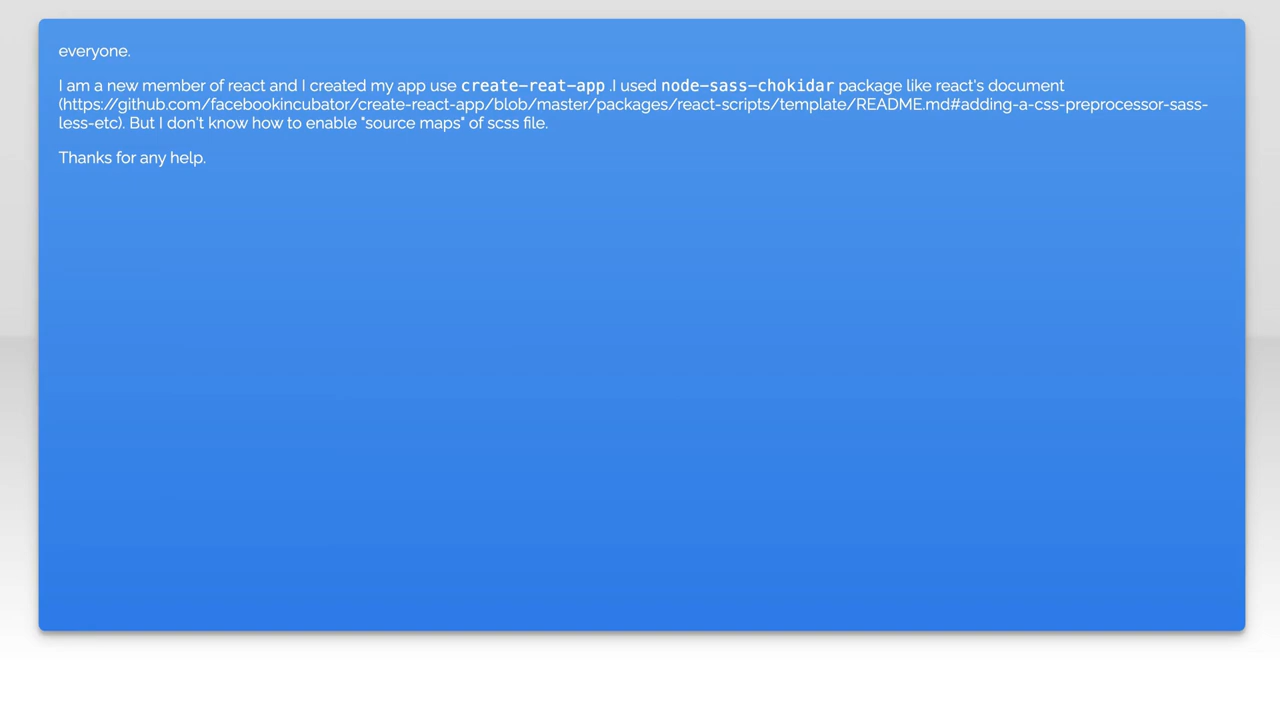 everyone.
I am a new member of react and I created my app use create-reat-app .I used node-sass-chokidar package like react's document
(https://github.com/facebookincubator/create-react-app/blob/master/packages/react-scripts/template/README.md#adding-a-css-preprocessor-sass-
less-etc). But I don't know how to enable "source maps" of scss file.
Thanks for any help.